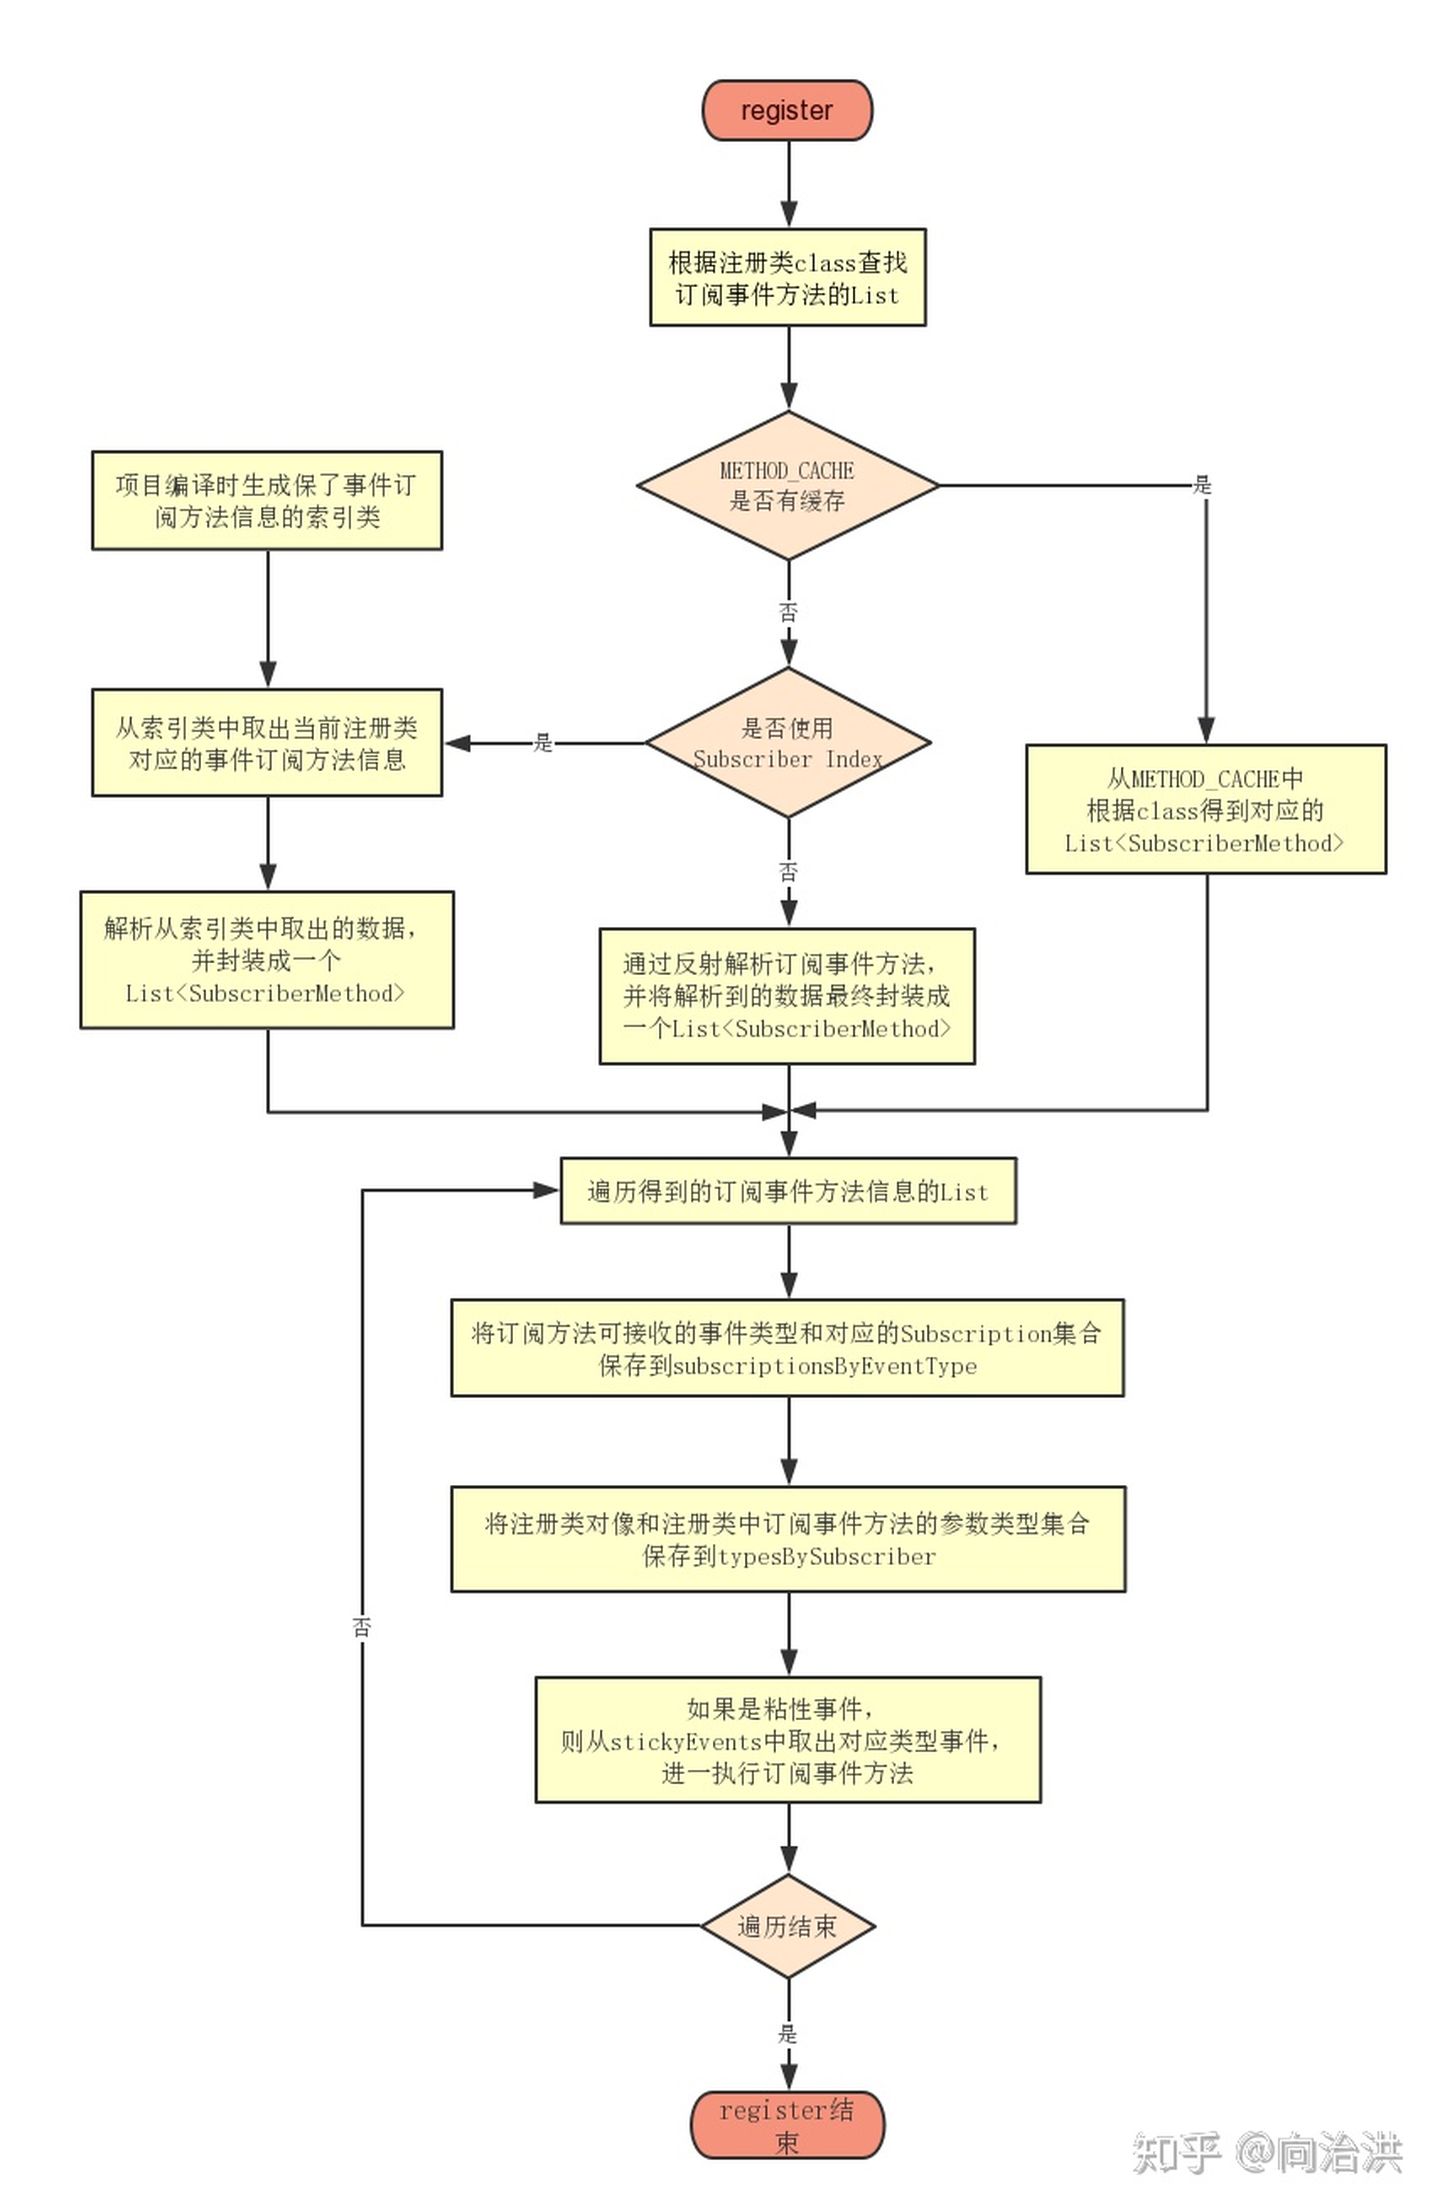 register
根据注册类class查找
订阅事件方法的List
METHOD_CACHE
是否有缓存
是
项目编译时生成保了事件订
阅方法信息的索引类
否
从索引类中取出当前注册类
对应的事件订阅方法信息
是
是否使用
Subscriber Index
从METHOD_CACHE中
根据class得到对应的
List<SubscriberMethod>
否
解析从索引类中取出的数据，
并封装成一个
List<SubscriberMethod>
通过反射解析订阅事件方法，
并将解析到的数据最终封装成
一个List<SubscriberMethod>
遍历得到的订阅事件方法信息的List
将订阅方法可接收的事件类型和对应的Subscription集合
保存到subscriptionsByEventType
将注册类对像和注册类中订阅事件方法的参数类型集合
保存到typesBySubscriber
否
如果是粘性事件，
则从stickyEvents中取出对应类型事件，
进一执行订阅事件方法
遍历结束
是
register结
束
知乎 @向治洪